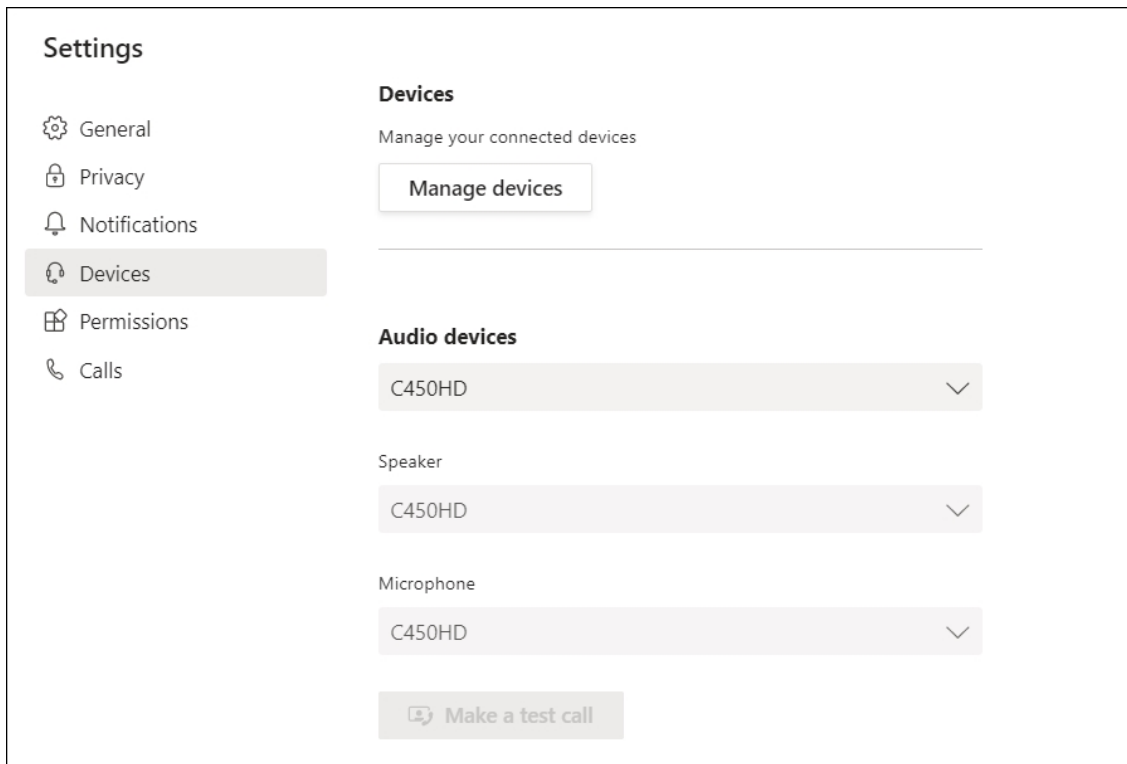 Settings
General
Privacy
Notifications
Devices
Permissions
Calls
Devices
Manage your connected devices
Manage devices
Audio devices
C450HD
Speaker
C450HD
Microphone
C450HD
Make a test call